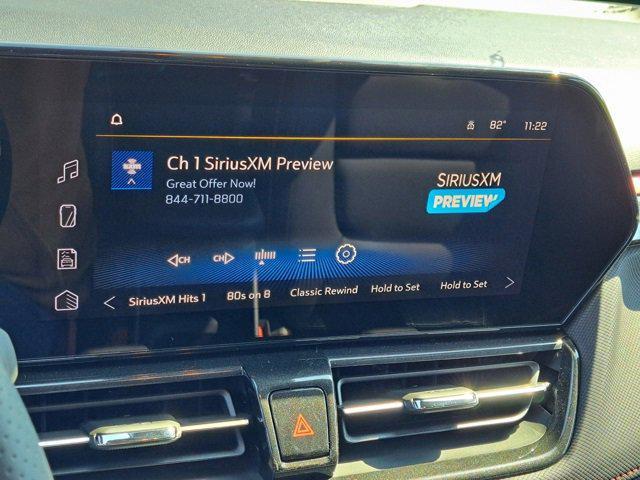 82° 11:22
Ch 1 SiriusXM Preview
Great Offer Now!
844-711-8800
SIRIUSXM
PREVIEW
CH CH
SiriusXM Hits 1 80s on 8 Classic Rewind Hold to Set Hold to Set